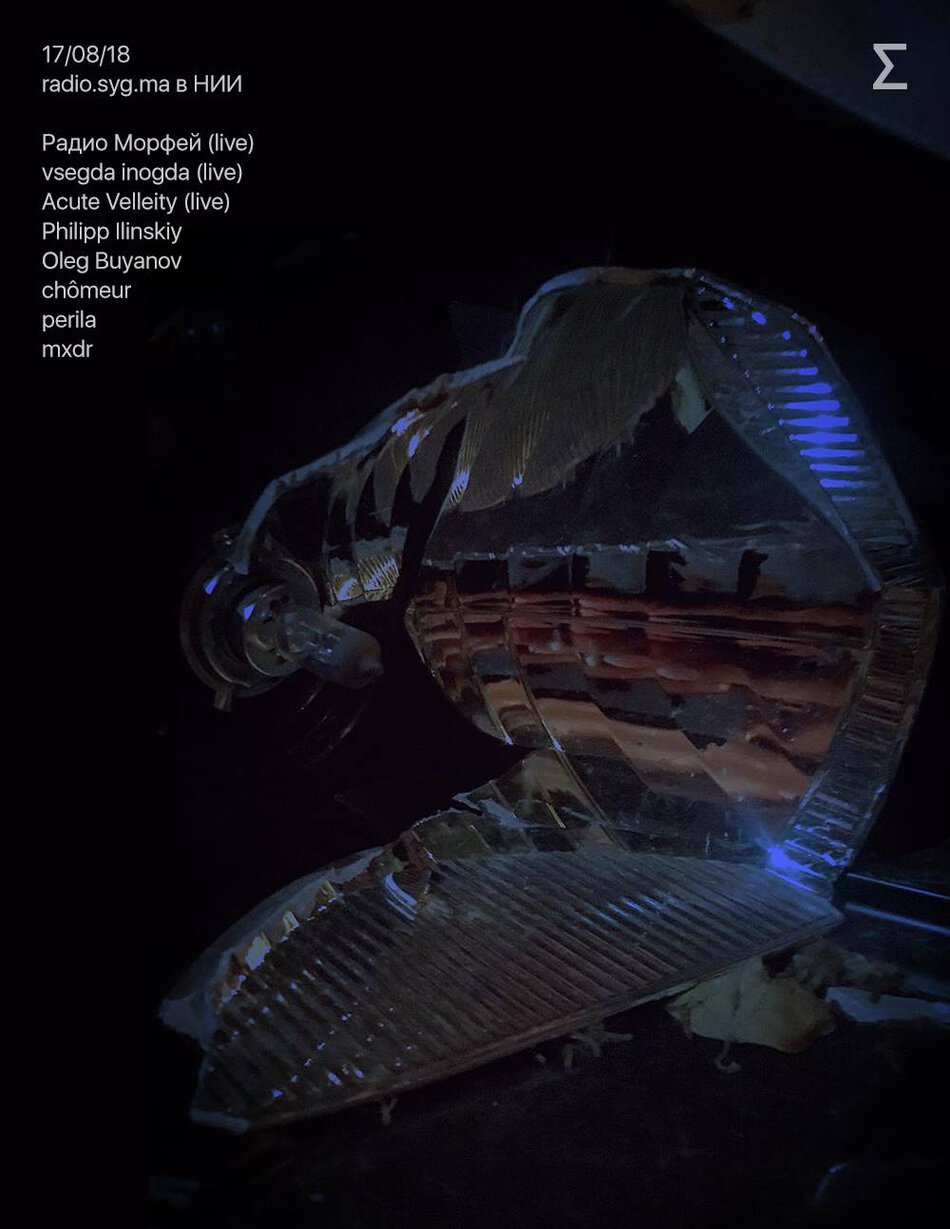 17/08/18
radio.syg.ma в НИИ
Σ
Радио Морфей (live)
vsegda inogda (live)
Acute Velleity (live)
Philipp Ilinskiy
Oleg Buyanov
chômeur
perila
mxdr